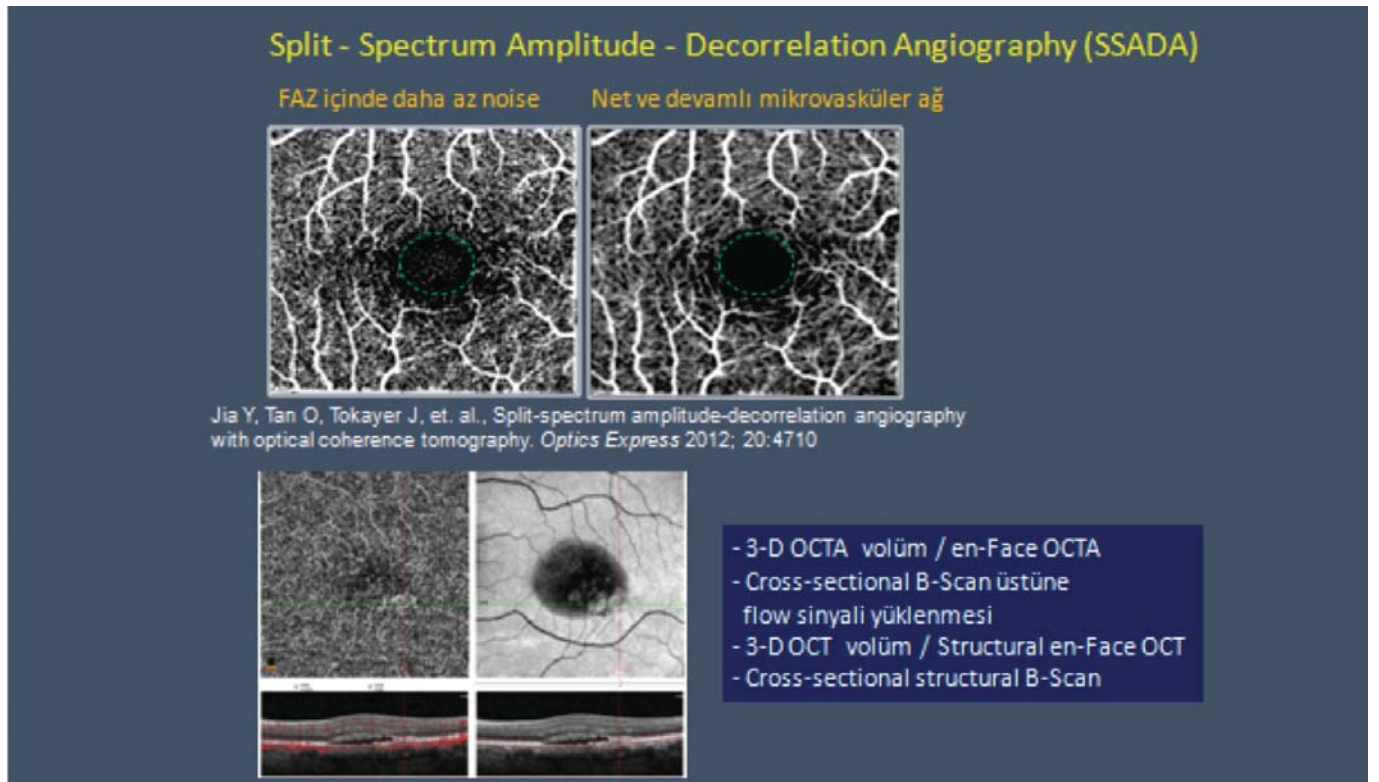 Split - Spectrum Amplitude - Decorrelation Angiography (SSADA)
FAZ içinde daha az noise
Net ve devamlı mikrovasküler ağ
Jia Y, Tan O, Tokayer J, et. al., Split-spectrum amplitude-decorrelation angiography
with optical coherence tomography. Optics Express 2012; 20:4710
- 3-D OCTA volüm / en-Face OCTA
- Cross-sectional B-Scan üstüne
flow sinyali yüklenmesi
- 3-D OCT volüm / Structural en-Face OCT
- Cross-sectional structural B-Scan